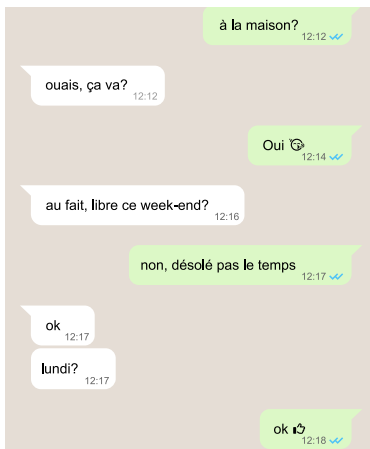 à la maison?
12:12
ouais, ça va?
12:12
Oui
12:14
au fait, libre ce week-end?
12:16
non, désolé pas le temps
12:17
ok
12:17
lundi?
12:17
ok 👍
12:18